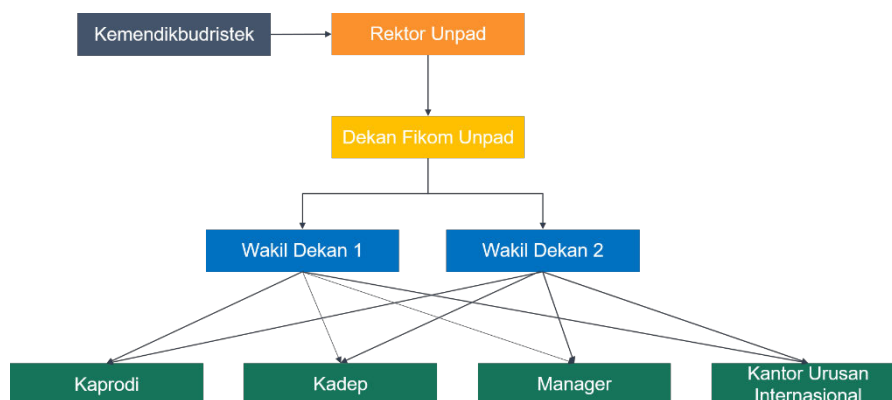 Kemendikbudristek
Rektor Unpad
Dekan Fikom Unpad
Wakil Dekan 1
Wakil Dekan 2
Kaprodi
Kadep
Manager
Kantor Urusan
Internasional